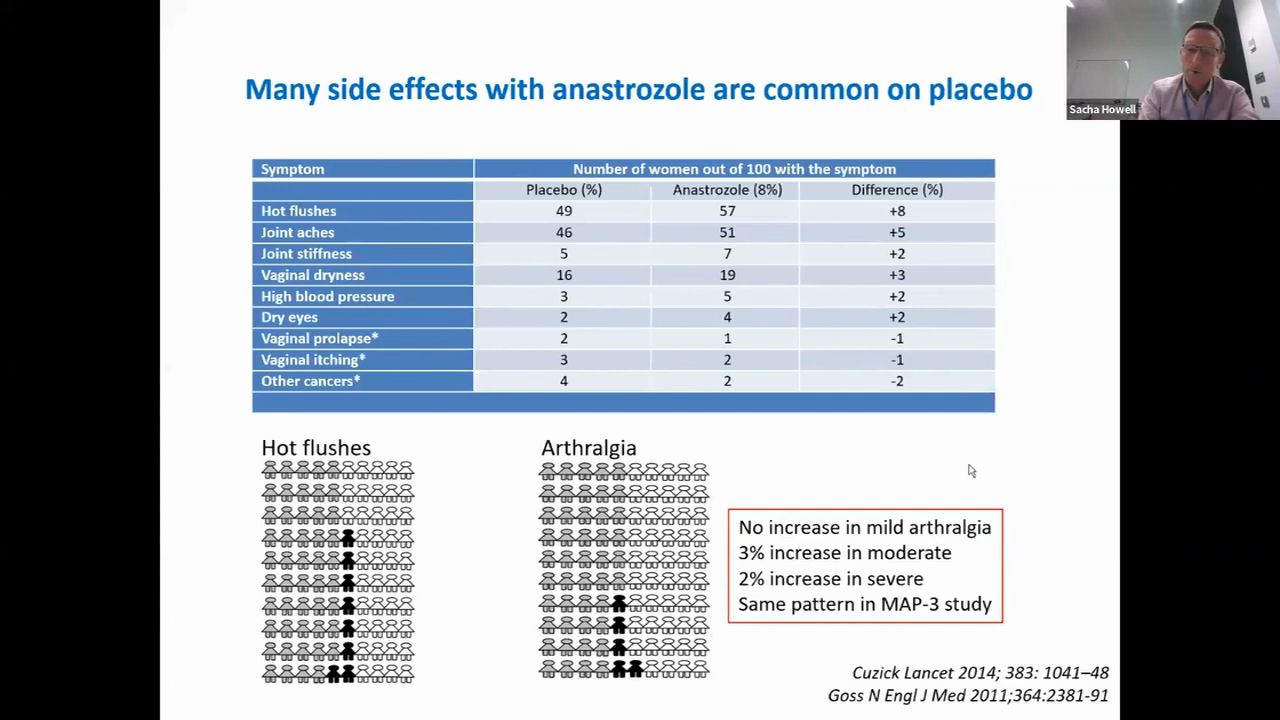 Many side effects with anastrozole are common on placebo
Sacha Howell
Symptom Number of women out of 100 with the symptom
Placebo (%) Anastrozole (8%) Difference (%)
Hot flushes 49 57 +8
Joint aches 46 51 +5
Joint stiffness 5 7 +2
Vaginal dryness 16 19 +3
High blood pressure 3 5 +2
Dry eyes 2 4 +2
Vaginal prolapse* 2 1 -1
Vaginal itching* 3 2 -1
Other cancers* 4 2 -2
Hot flushes
Arthralgia
No increase in mild arthralgia
3% increase in moderate
2% increase in severe
Same pattern in MAP-3 study
Cuzick Lancet 2014; 383: 1041–48
Goss N Engl J Med 2011;364:2381-91